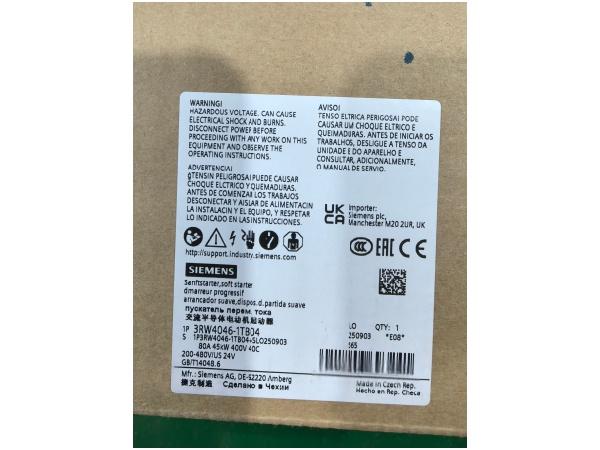 WARNING!
HAZARDOUS VOLTAGE. CAN CAUSE
ELECTRICAL SHOCK AND BURNS.
DISCONNECT POWER BEFORE
PROCEEDING WITH ANY WORK ON THIS
EQUIPMENT AND OBSERVE THE
OPERATING INSTRUCTIONS.
ADVERTENCIA!
¢TENSIN PELIGROSA!PUEDE CAUSAR
CHOQUE ELCTRICO Y QUEMADURAS.
ANTES DE COMENZAR LOS TRABAJOS
DESCONECTAR Y AISLAR DE ALIMENTACIN
LA INSTALACIN Y EL EQUIPO, Y RESPETAR
LO INDICADO EN LAS INSTRUCCIONES
AVISO!
TENSO ELTRICA PERIGOSA! PODE
CAUSAR UM CHOQUE ELTRICO E
QUEIMADURAS. ANTES DE INICIAR OS
TRABALHOS, DESLIGUE A TENSO DA
UNIDADE E DO APARELHO E
CONSULTAR, ADICIONALMENTE,
O MANUAL DE SERVIO.
UK
CA
Importer:
Siemens plc,
Manchester M20 2UR, UK
http://support.industry.siemens.com
CCC EAC CE
SIEMENS
Sanftstarter,soft starter
dmarreur progressif
arrancador suave,dispos.d.partida suave
пускатель перем. тока
交流半导体电动机起动器
1P 3RW4046-1TB04
S 1P3RW4046-1TB04+SLO250903
80A 45kW 400V 40C
200-480V/US 24V
GB/T14048.6
LO QTY: 1
250903 *E08*
365
Mfr.: Siemens AG, DE-92220 Amberg
捷克制造 Сделано в Чехии
Made in Czech Rep.
Hecho en Rep. Checa